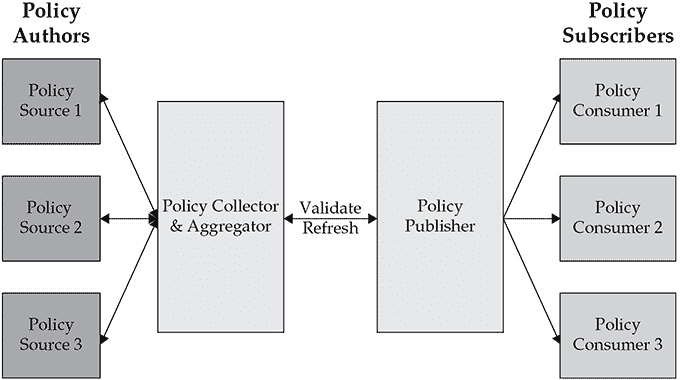 Policy
Authors
Policy
Subscribers
Policy
Source 1
Policy
Source 2
Policy
Source 3
Policy Collector
& Aggregator
Validate
Refresh
Policy
Publisher
Policy
Consumer 1
Policy
Consumer 2
Policy
Consumer 3